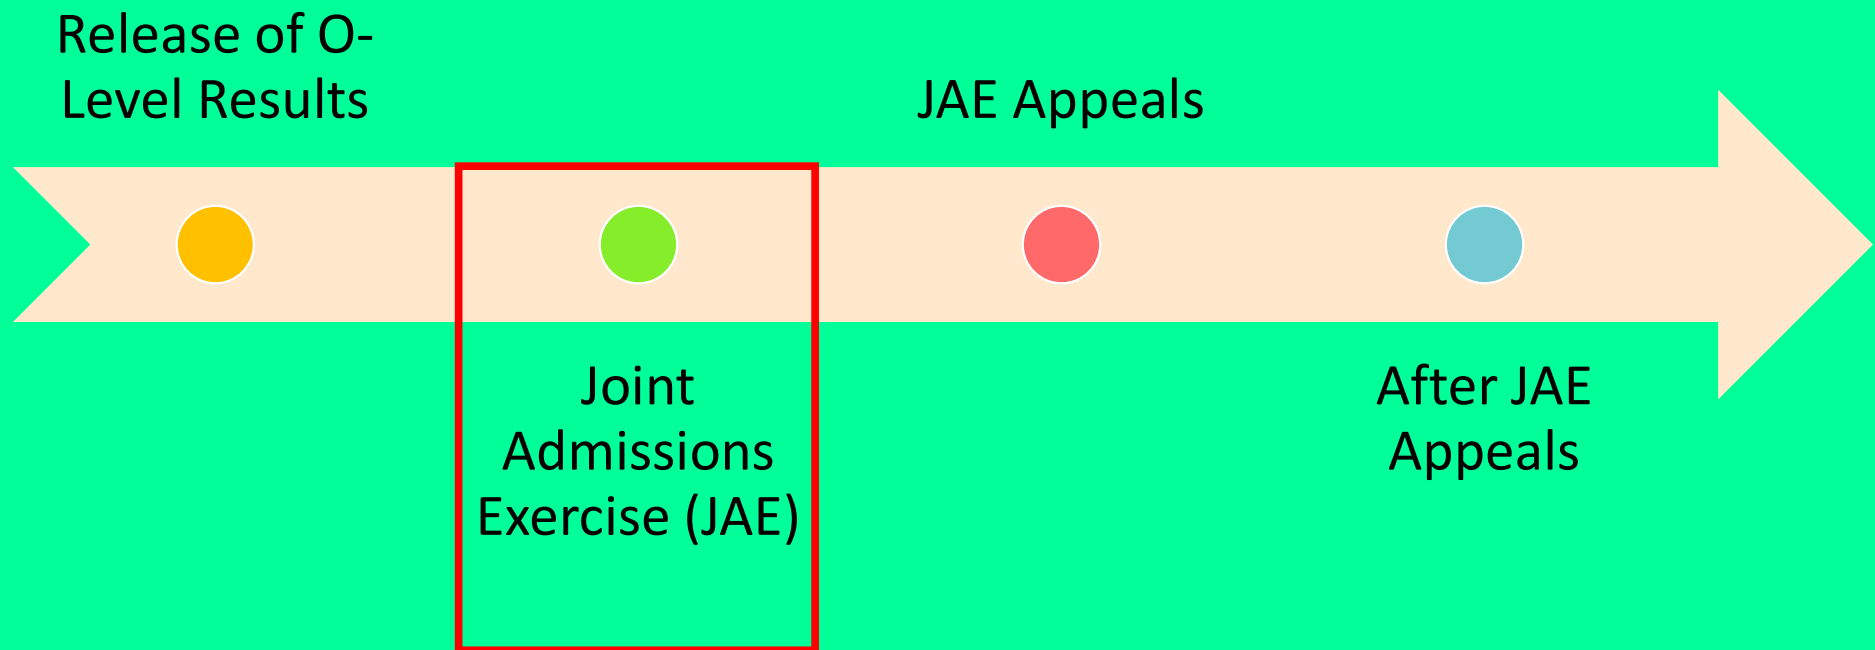 Release of O-
Level Results
Joint
Admissions
Exercise (JAE)
JAE Appeals
After JAE
Appeals